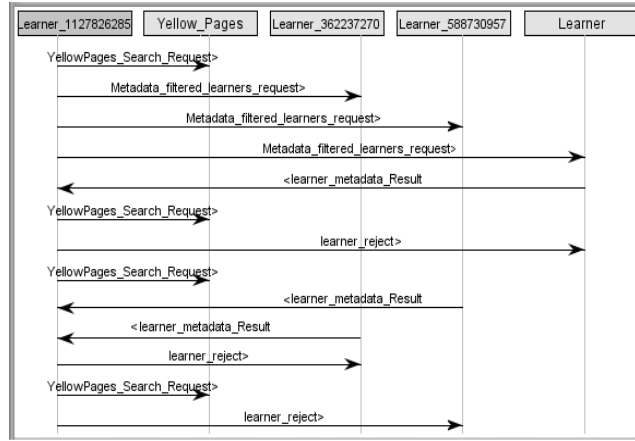 Learner_1127826285
Yellow_Pages
Learner_362237270
Learner_588730957
Learner
YellowPages_Search_Request>
Metadata_filtered_learners_request>
Metadata_filtered_learners_request>
Metadata_filtered_learners_request>
<learner_metadata_Result
YellowPages_Search_Request>
learner_reject>
YellowPages_Search_Request>
<learner_metadata_Result
<learner_metadata_Result
learner_reject>
YellowPages_Search_Request>
learner_reject>